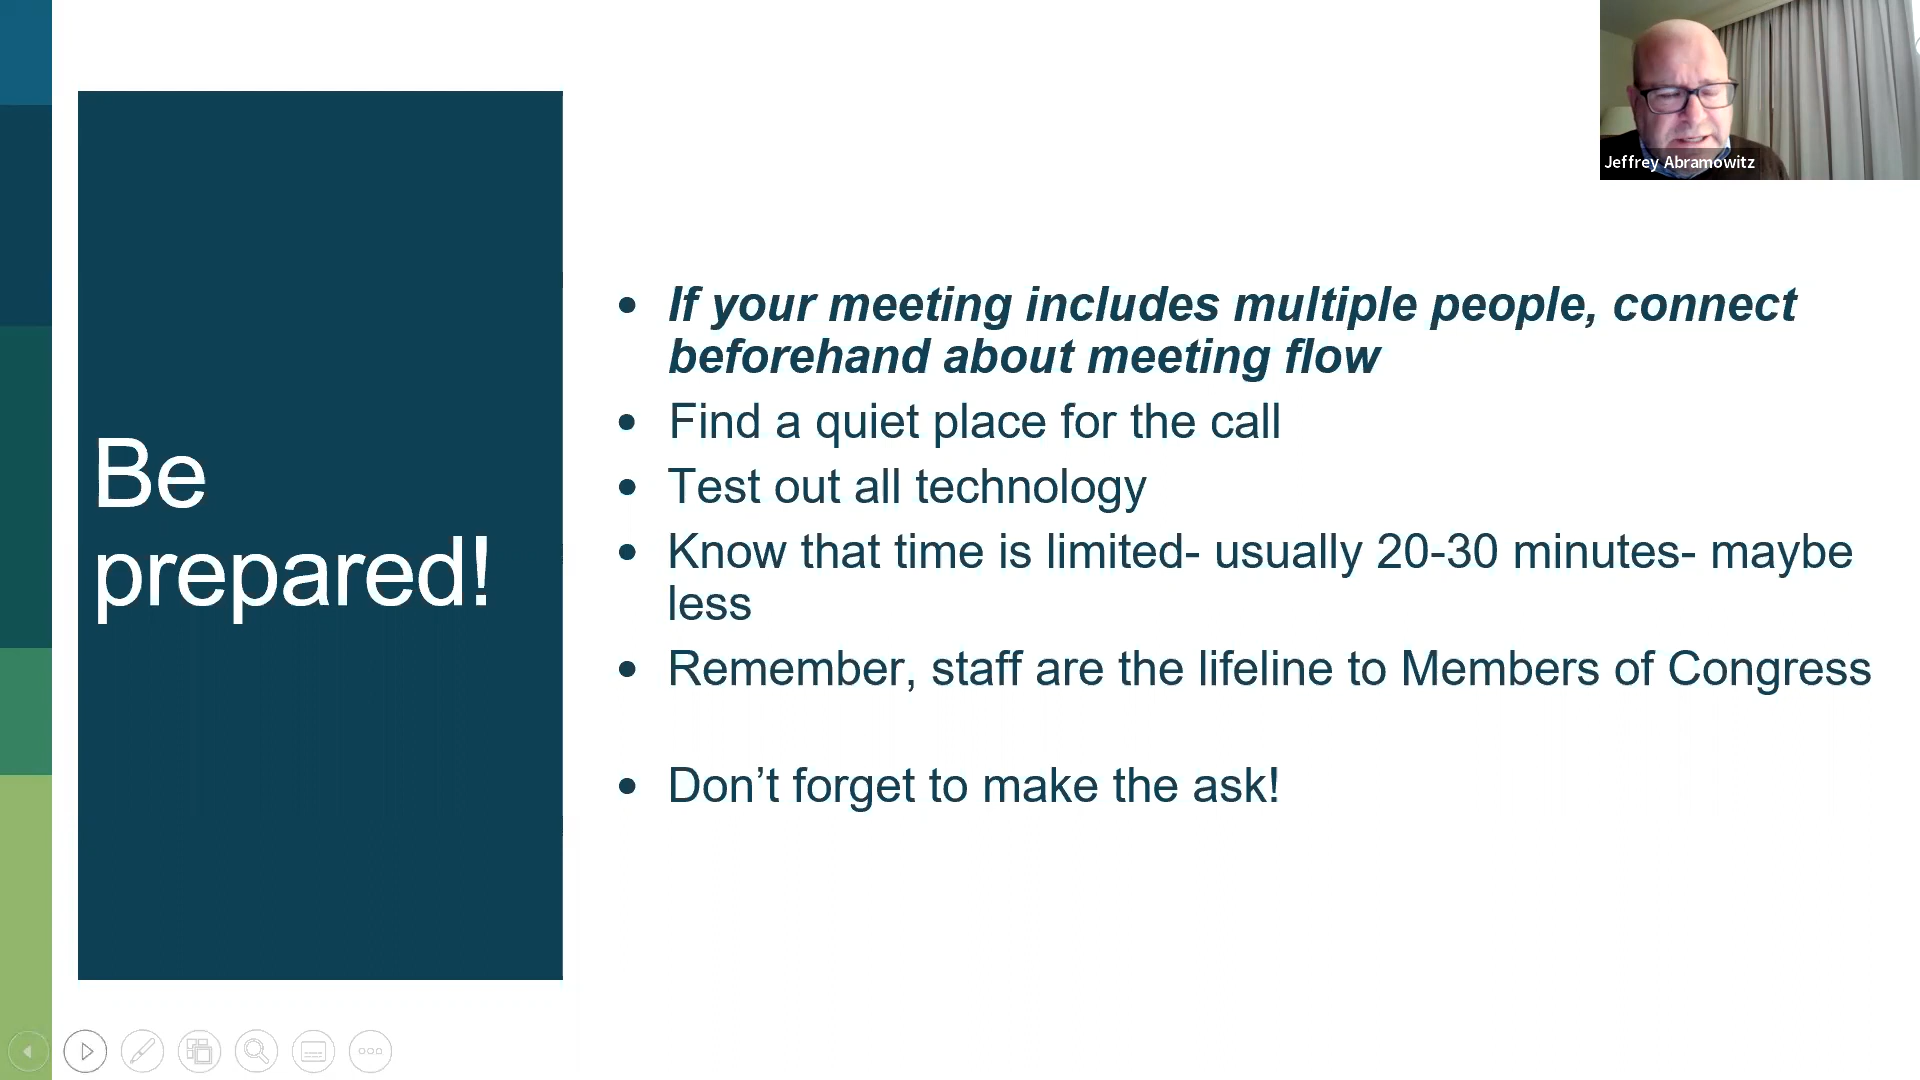 Jeffrey Abramowitz
Be
prepared!
• If your meeting includes multiple people, connect
beforehand about meeting flow
• Find a quiet place for the call
• Test out all technology
• Know that time is limited- usually 20-30 minutes- maybe
less
• Remember, staff are the lifeline to Members of Congress
• Don’t forget to make the ask!